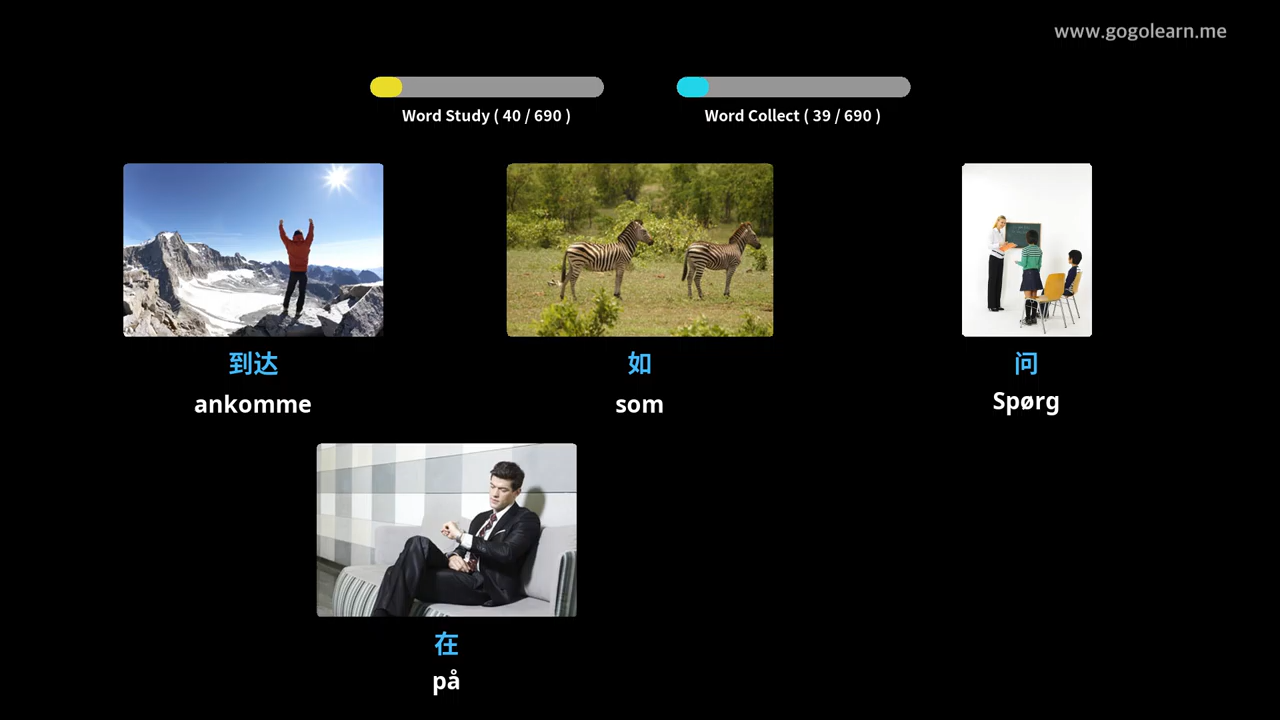 www.gogolearn.me
Word Study ( 40 / 690 )
Word Collect ( 39 / 690 )
到达
ankomme
如
som
问
Spørg
在
på